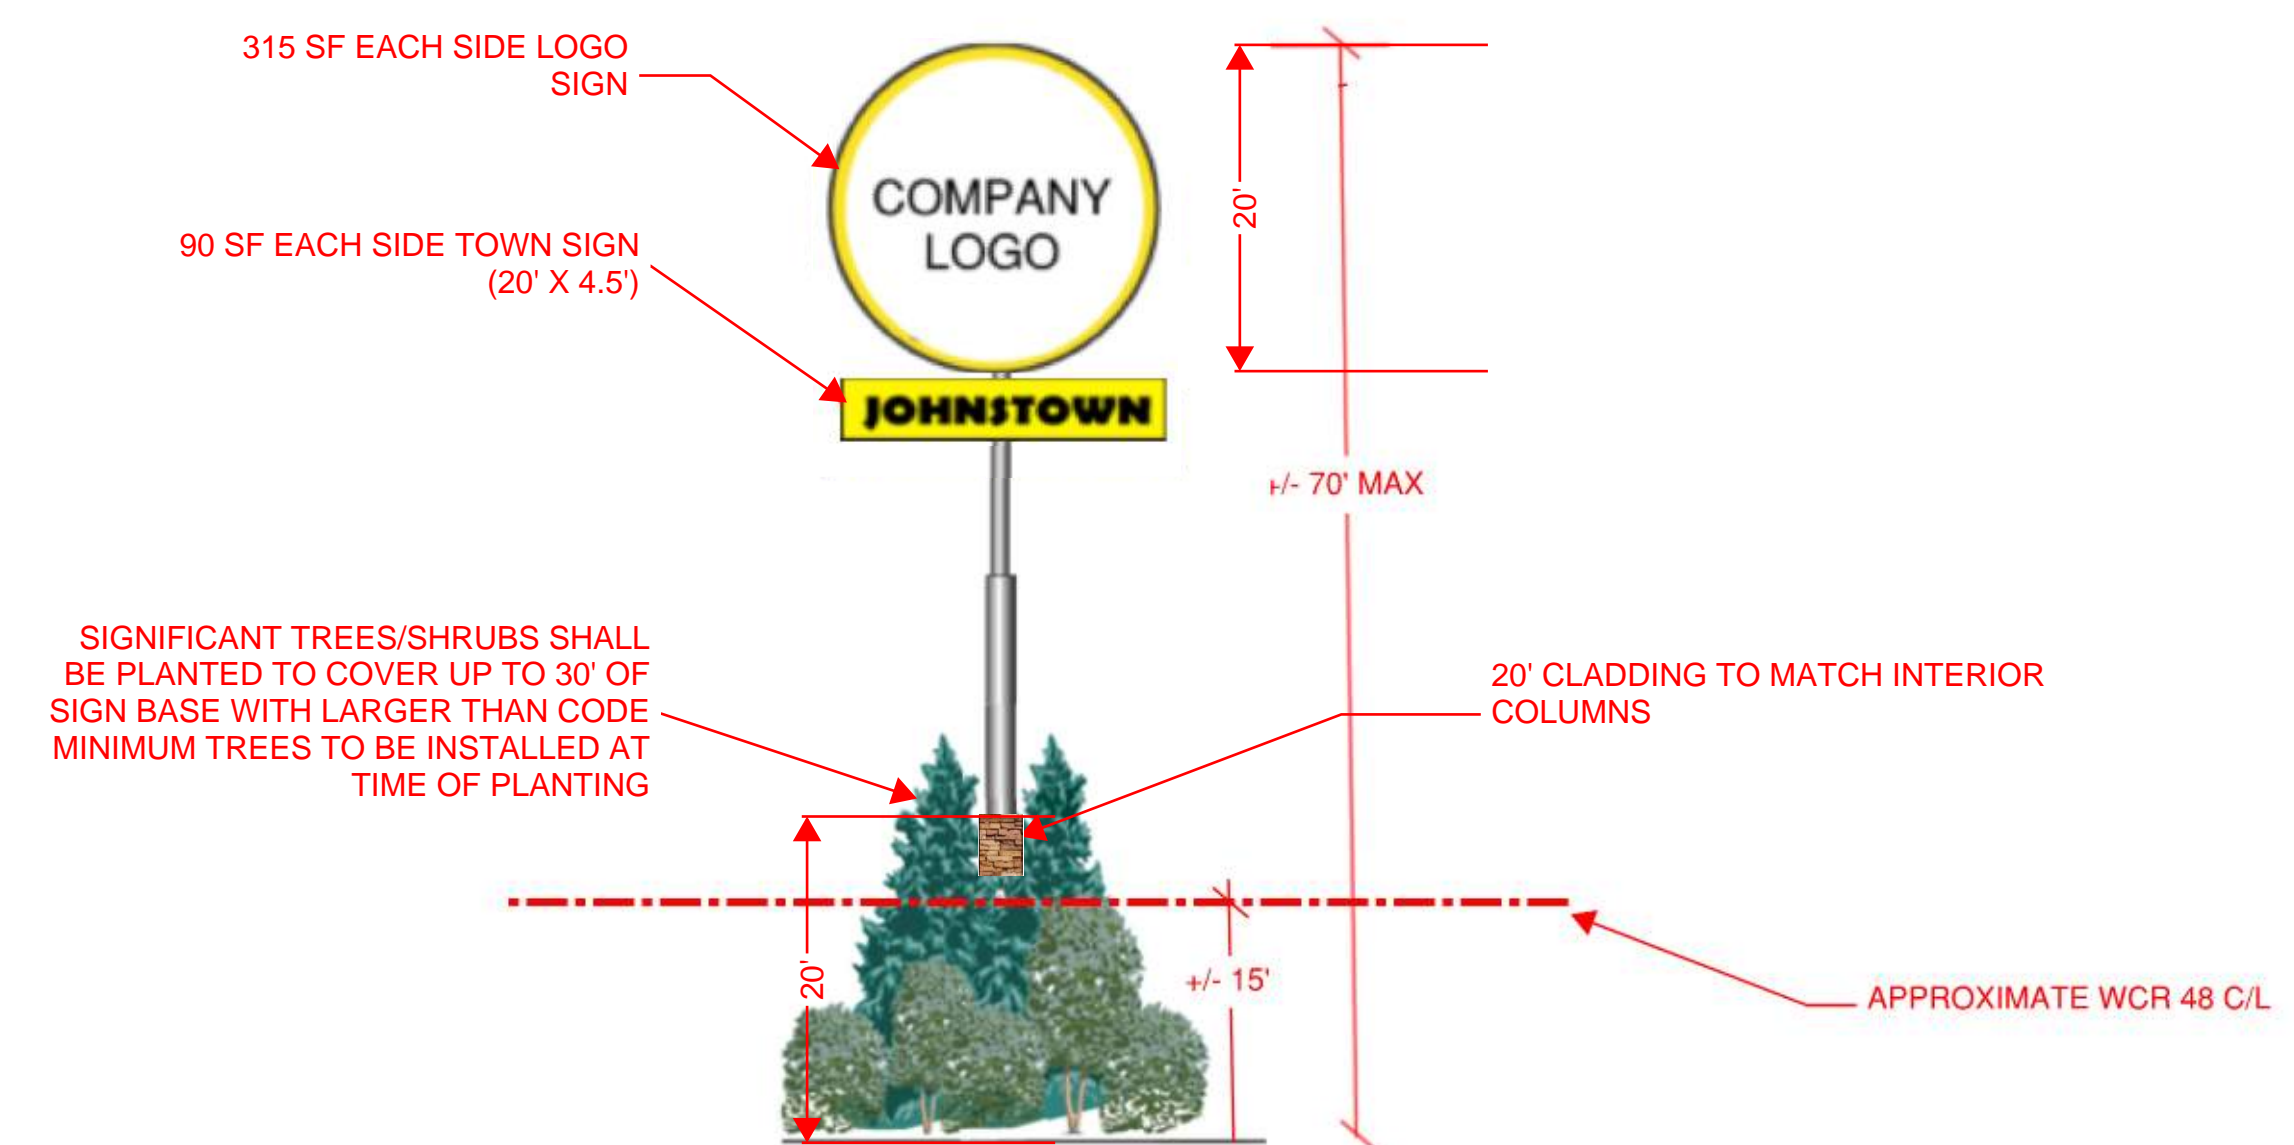 315 SF EACH SIDE LOGO
SIGN
COMPANY
LOGO
20'
90 SF EACH SIDE TOWN SIGN
(20' X 4.5')
JOHNSTOWN
+/- 70' MAX
SIGNIFICANT TREES/SHRUBS SHALL
BE PLANTED TO COVER UP TO 30' OF
SIGN BASE WITH LARGER THAN CODE
MINIMUM TREES TO BE INSTALLED AT
TIME OF PLANTING
20' CLADDING TO MATCH INTERIOR
COLUMNS
20'
+/- 15'
APPROXIMATE WCR 48 C/L